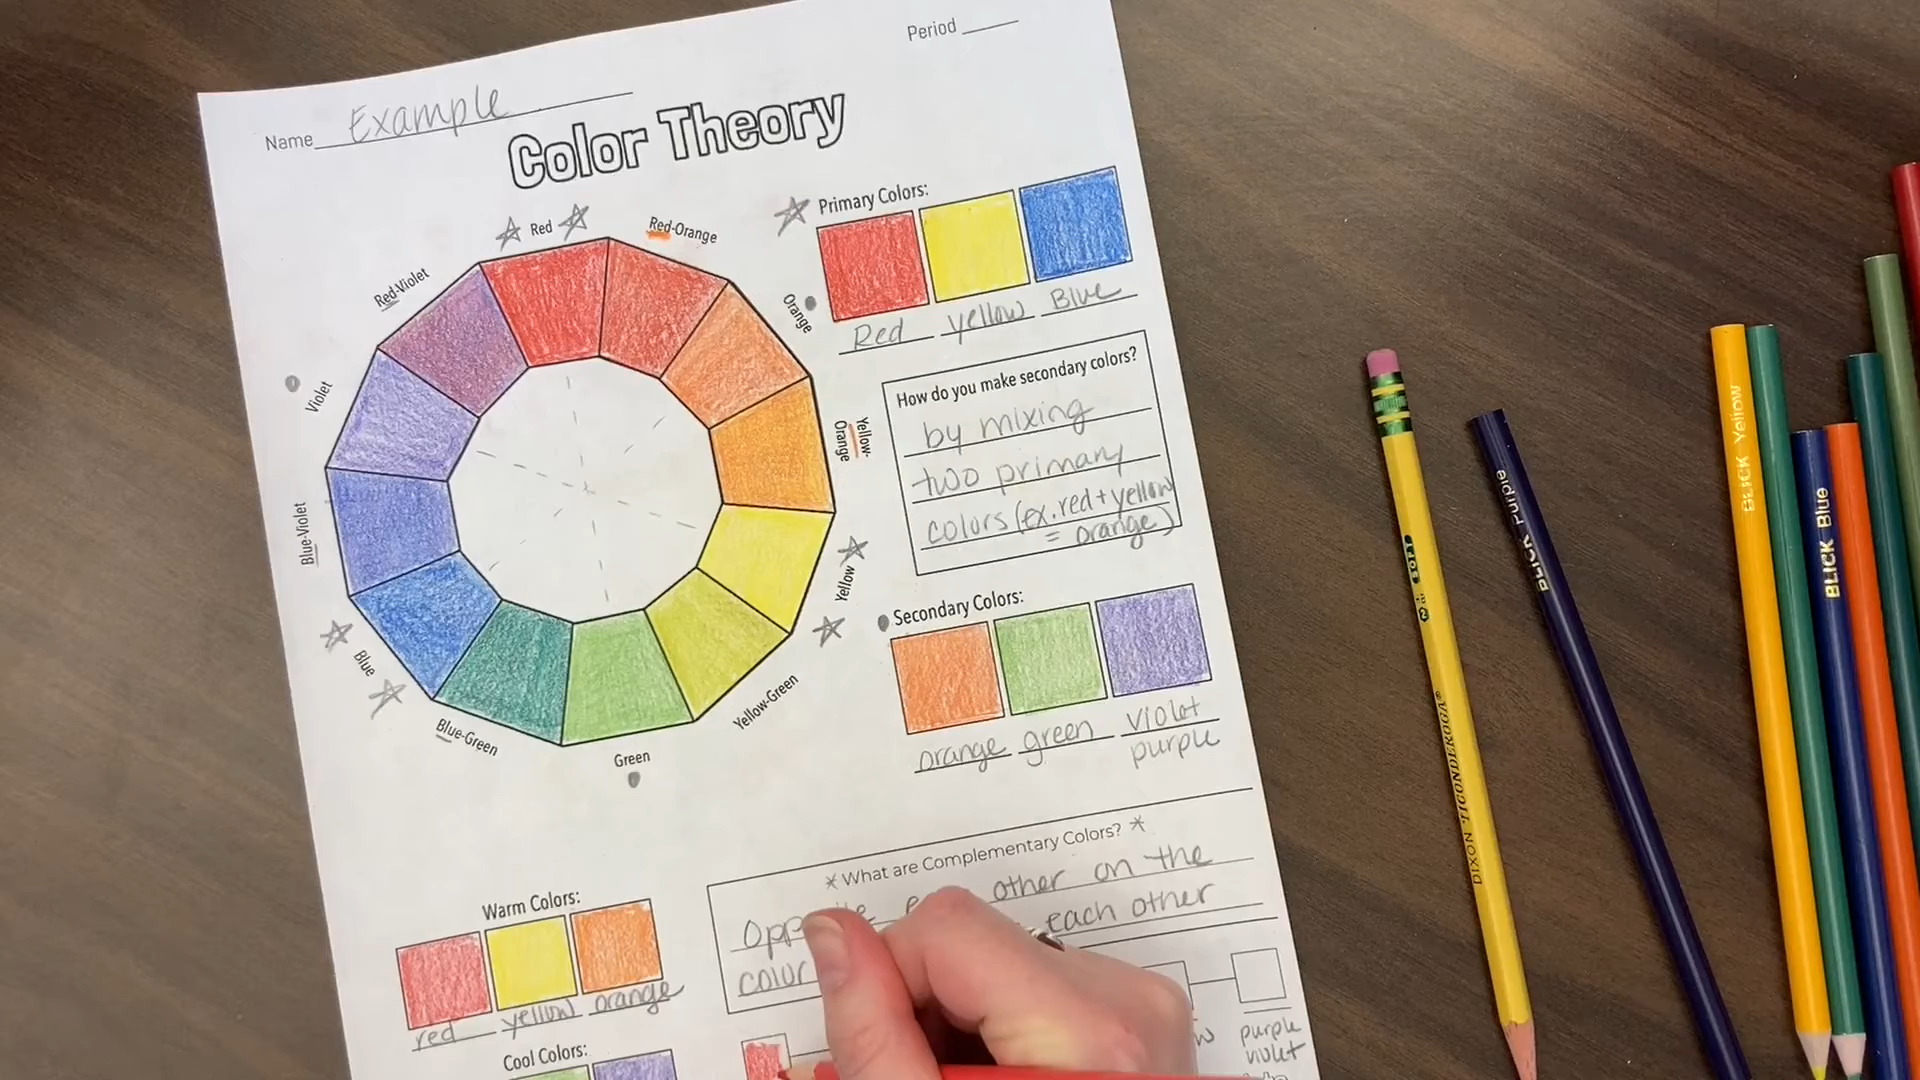 Period
Name Example
Color Theory
Red
Red-Orange
Orange
Yellow-
Orange
Yellow
Yellow-Green
Green
Blue-Green
Blue
Blue-Violet
Violet
Red-Violet
Primary Colors:
Red yellow Blue
How do you make secondary colors?
by mixing
two primary
colors (ex. red + yellow
= orange)
Secondary Colors:
orange green violet
purple
What are Complementary Colors?
other on the
color each other
Warm Colors:
red yellow orange
Cool Colors:
purple
violet
DIXON TICONDEROGA®
SOFT
BLICK Purple
BLICK Yellow
BLICK Blue